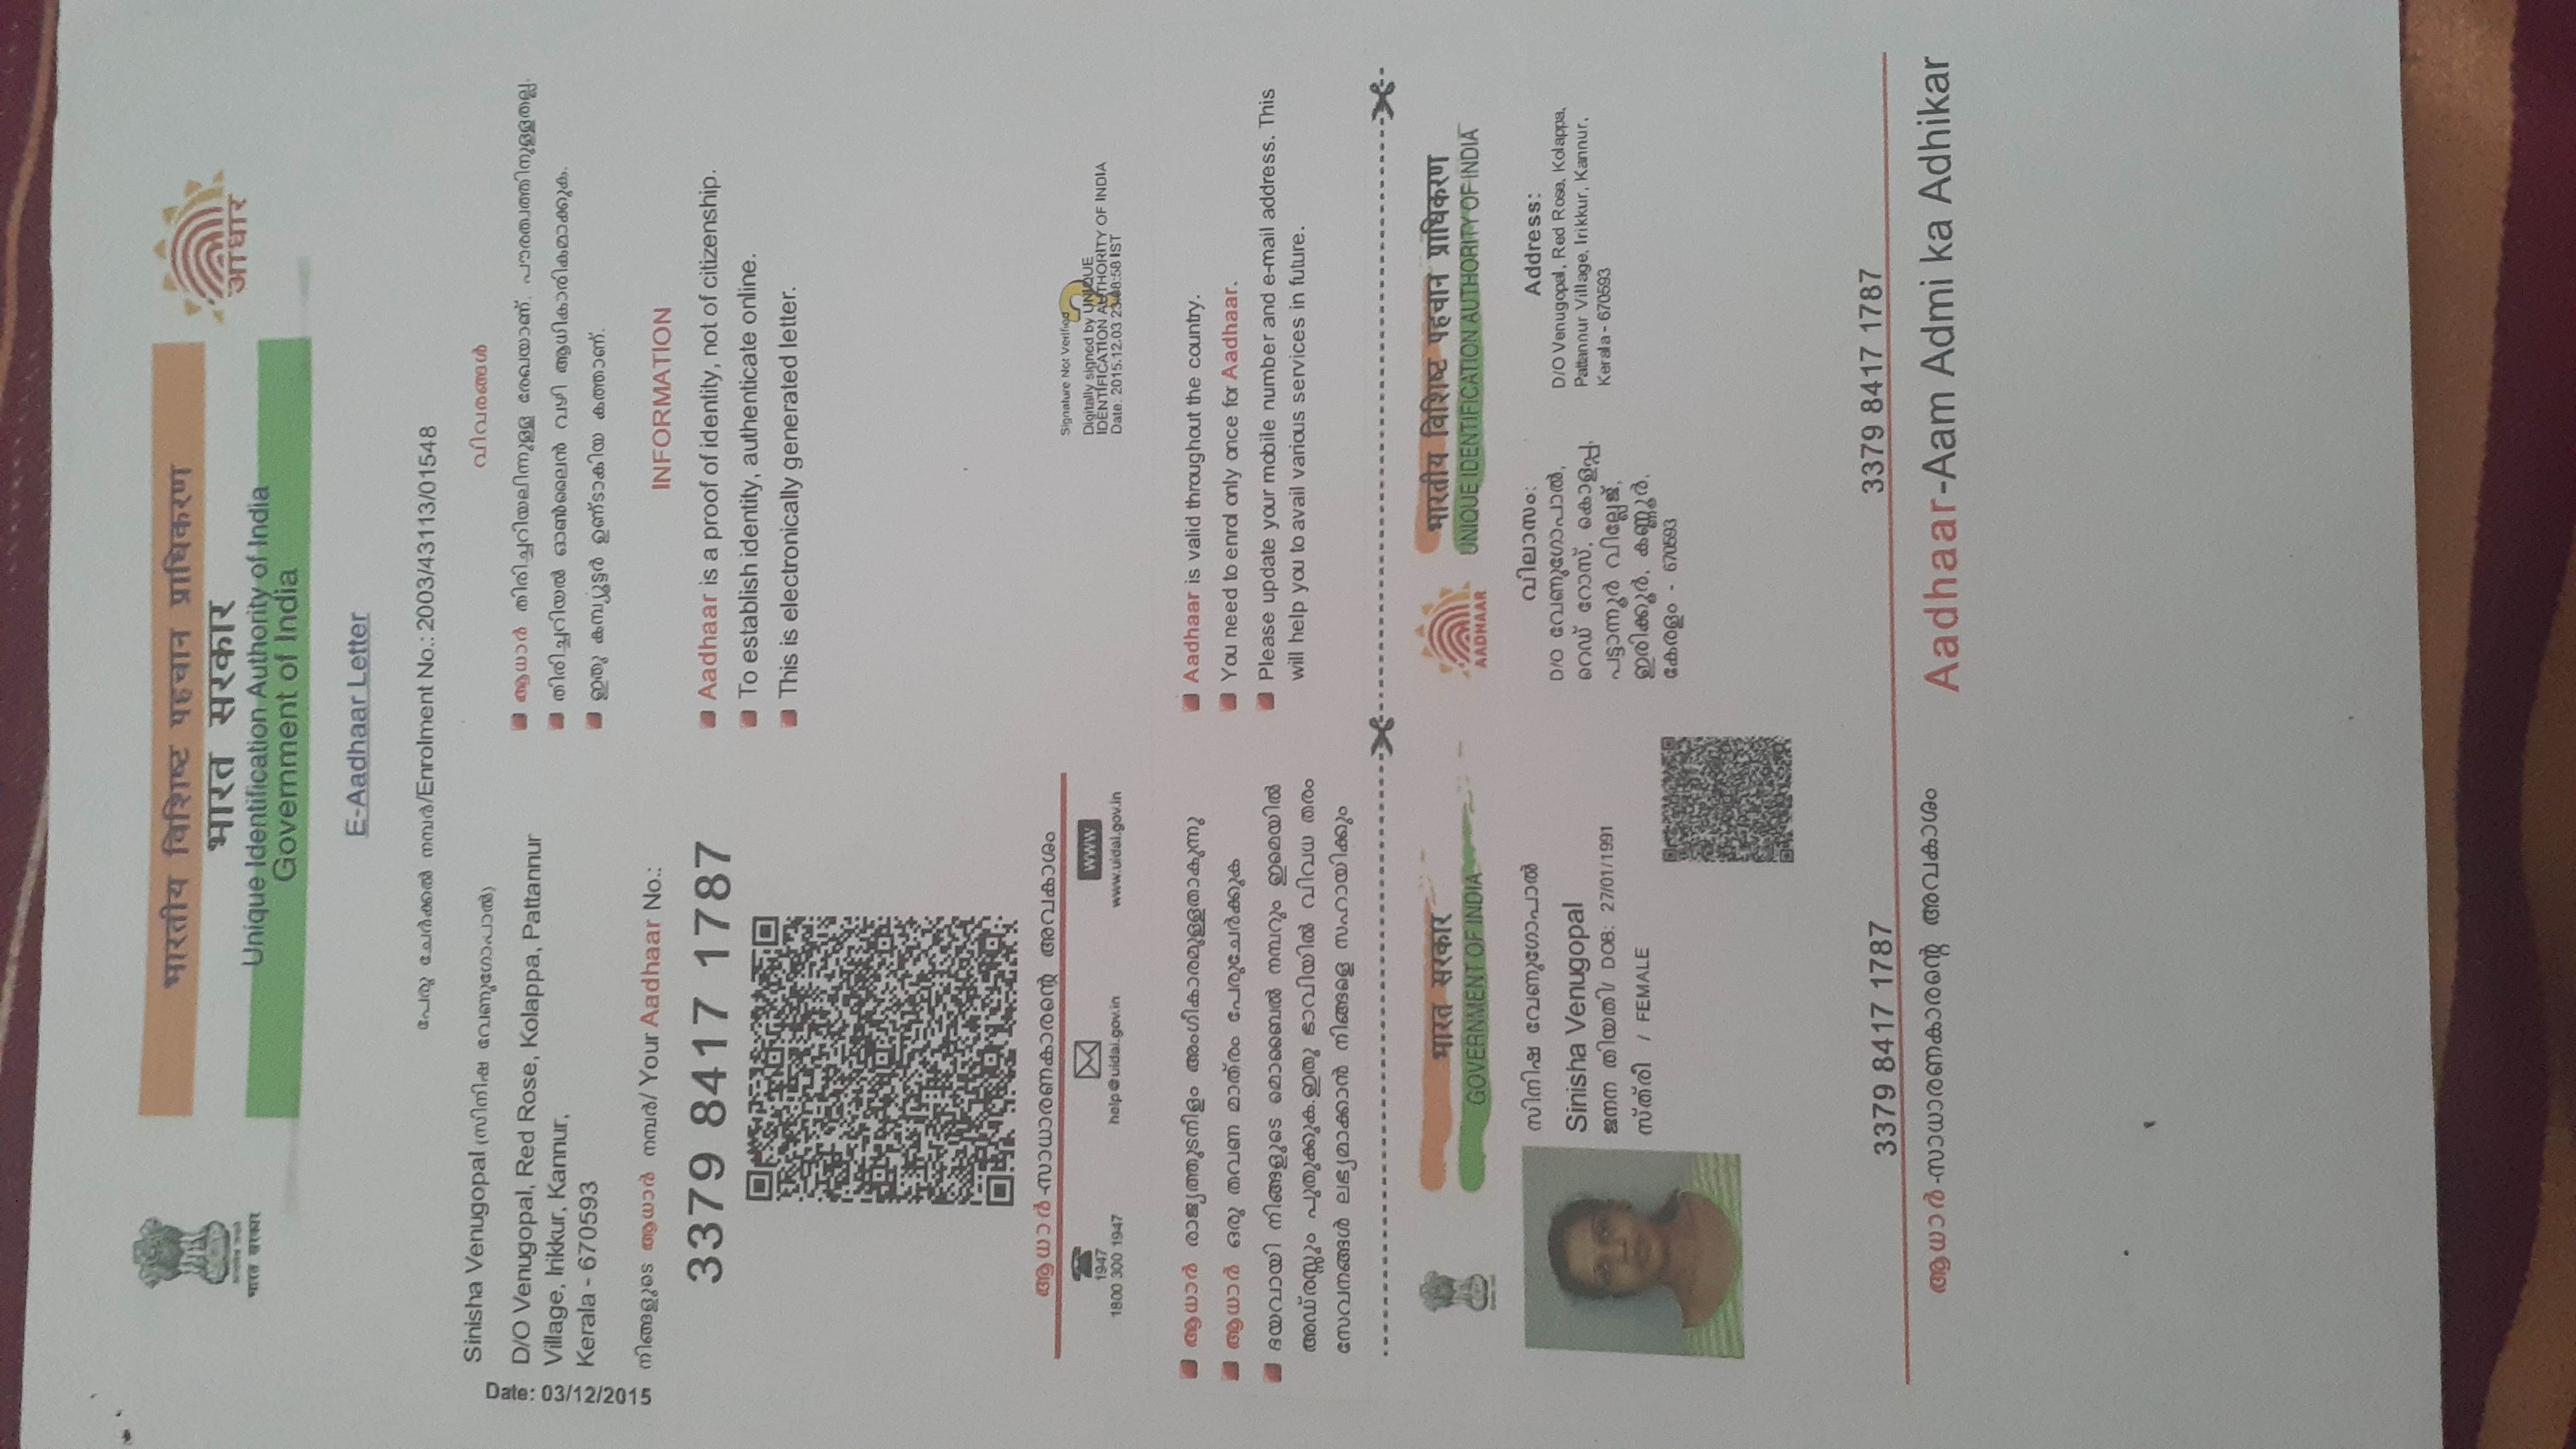 भारतीय विशिष्ट पहचान प्राधिकरण
भारत सरकार
Unique Identification Authority of India
Government of India
भारत सरकार
आधार
E-Aadhaar Letter
പേരു ചേര്‍ക്കല്‍ നമ്പര്‍/Enrolment No.: 2003/43113/01548
Date: 03/12/2015
Sinisha Venugopal (സിനിഷ വേണുഗോപാല്‍)
D/O Venugopal, Red Rose, Kolappa, Pattannur
Village, Irikkur, Kannur,
Kerala - 670593
നിങ്ങളുടെ ആധാര്‍ നമ്പര്‍/ Your Aadhaar No.:
3379 8417 1787
ആധാര്‍-സാധാരണകാരന്റെ അവകാശം
1947
1800 300 1947
help@uidai.gov.in
www
www.uidai.gov.in
വിവരങ്ങള്‍
ആധാര്‍ തിരിച്ചറിയലിന്നുള്ള രേഖയാണ്. പൗരത്വത്തിനുള്ളതല്ല.
തിരിച്ചറിയല്‍ ഓണ്‍ലൈന്‍ വഴി ആധികാരികമാക്കുക.
ഇതു കമ്പ്യൂട്ടര്‍ ഉണ്ടാകിയ കത്താണ്.
INFORMATION
Aadhaar is a proof of identity, not of citizenship.
To establish identity, authenticate online.
This is electronically generated letter.
Signature Not Verified
Digitally signed by UNIQUE
IDENTIFICATION AUTHORITY OF INDIA
Date: 2015.12.03 23:08:58 IST
ആധാര്‍ രാജ്യത്തുടനിളം അംഗീകാരമുള്ളതാകുന്നു
ആധാര്‍ ഒരു തവണ മാത്രം പേരുചേര്‍ക്കുക
ദയവായി നിങ്ങളുടെ മൊബൈല്‍ നമ്പറും ഇമെയില്‍
അഡ്രസ്സും പുതുക്കുക.ഇതു ഭാവിയില്‍ വിവധ തരം
സേവനങ്ങള്‍ ലഭ്യമാക്കാന്‍ നിങ്ങളെ സഹായിക്കും
Aadhaar is valid throughout the country.
You need to enrol only once for Aadhaar.
Please update your mobile number and e-mail address. This
will help you to avail various services in future.
भारत सरकार
GOVERNMENT OF INDIA
സിനിഷ വേണുഗോപാല്‍
Sinisha Venugopal
ജനന തിയതി/ DOB: 27/01/1991
സ്ത്രീ / FEMALE
3379 8417 1787
ആധാര്‍-സാധാരണകാരന്റെ അവകാശം
AADHAAR
भारतीय विशिष्ट पहचान प्राधिकरण
UNIQUE IDENTIFICATION AUTHORITY OF INDIA
വിലാസം:
D/O വേണുഗോപാല്‍,
റെഡ് റോസ്, കൊളപ്പ,
പട്ടാന്നൂര്‍ വില്ലേജ്,
ഇരിക്കൂര്‍, കണ്ണൂര്‍,
കേരളം - 670593
Address:
D/O Venugopal, Red Rose, Kolappa,
Pattannur Village, Irikkur, Kannur,
Kerala - 670593
3379 8417 1787
Aadhaar-Aam Admi ka Adhikar